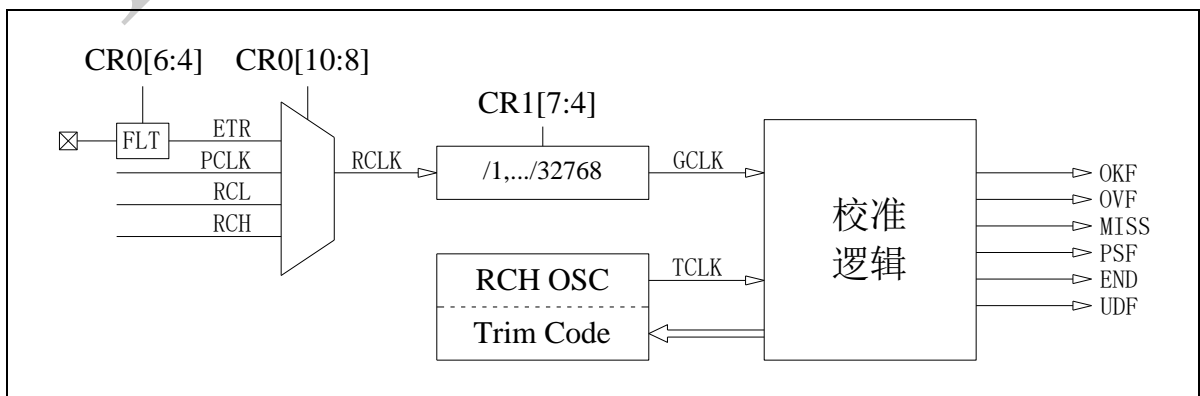 CR0[6:4] CR0[10:8]
CR1[7:4]
FLT
ETR
PCLK
RCL
RCH
RCLK
/1,.../32768
GCLK
RCH OSC
Trim Code
TCLK
校准
逻辑
OKF
OVF
MISS
PSF
END
UDF